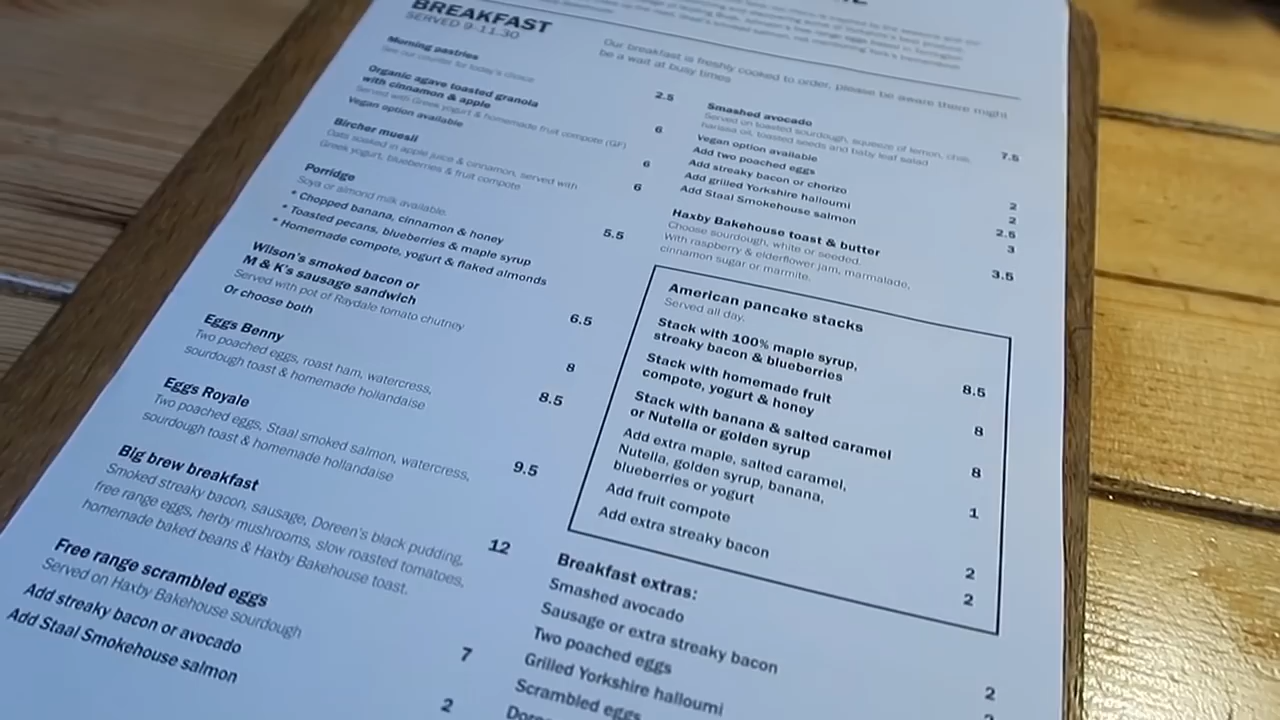 BREAKFAST
SERVED 9-11.30
Our breakfast is freshly cooked to order, please be aware there might
be a wait at busy times
Morning pastries 2.5
See our counter for today's choice
Organic agave toasted granola
with cinnamon & apple 6
Served with Greek yogurt & homemade fruit compote (GF)
Vegan option available
Bircher muesli 6
Oats soaked in apple juice & cinnamon, served with
Greek yogurt, blueberries & fruit compote 6
Porridge 5.5
Soya or almond milk available.
* Chopped banana, cinnamon & honey
* Toasted pecans, blueberries & maple syrup
* Homemade compote, yogurt & flaked almonds
Wilson's smoked bacon or
M & K's sausage sandwich 6.5
Served with pot of Raydale tomato chutney
Or choose both 8
Eggs Benny 8.5
Two poached eggs, roast ham, watercress,
sourdough toast & homemade hollandaise
Eggs Royale 9.5
Two poached eggs, Staal smoked salmon, watercress,
sourdough toast & homemade hollandaise
Big brew breakfast 12
Smoked streaky bacon, sausage, Doreen's black pudding,
free range eggs, herby mushrooms, slow roasted tomatoes,
homemade baked beans & Haxby Bakehouse toast.
Free range scrambled eggs 7
Served on Haxby Bakehouse sourdough
Add streaky bacon or avocado 2
Add Staal Smokehouse salmon
Smashed avocado 7.5
Served on toasted sourdough, squeeze of lemon, chilli,
harissa oil, toasted seeds and baby leaf salad
Vegan option available
Add two poached eggs 2
Add streaky bacon or chorizo 2
Add grilled Yorkshire halloumi 2.5
Add Staal Smokehouse salmon 3
Haxby Bakehouse toast & butter 3.5
Choose sourdough, white or seeded.
With raspberry & elderflower jam, marmalade,
cinnamon sugar or marmite.
American pancake stacks
Served all day.
Stack with 100% maple syrup,
streaky bacon & blueberries 8.5
Stack with homemade fruit
compote, yogurt & honey 8
Stack with banana & salted caramel
or Nutella or golden syrup 8
Add extra maple, salted caramel,
Nutella, golden syrup, banana,
blueberries or yogurt 1
Add fruit compote 2
Add extra streaky bacon 2
Breakfast extras:
Smashed avocado 2
Sausage or extra streaky bacon
Two poached eggs
Grilled Yorkshire halloumi
Scrambled eggs